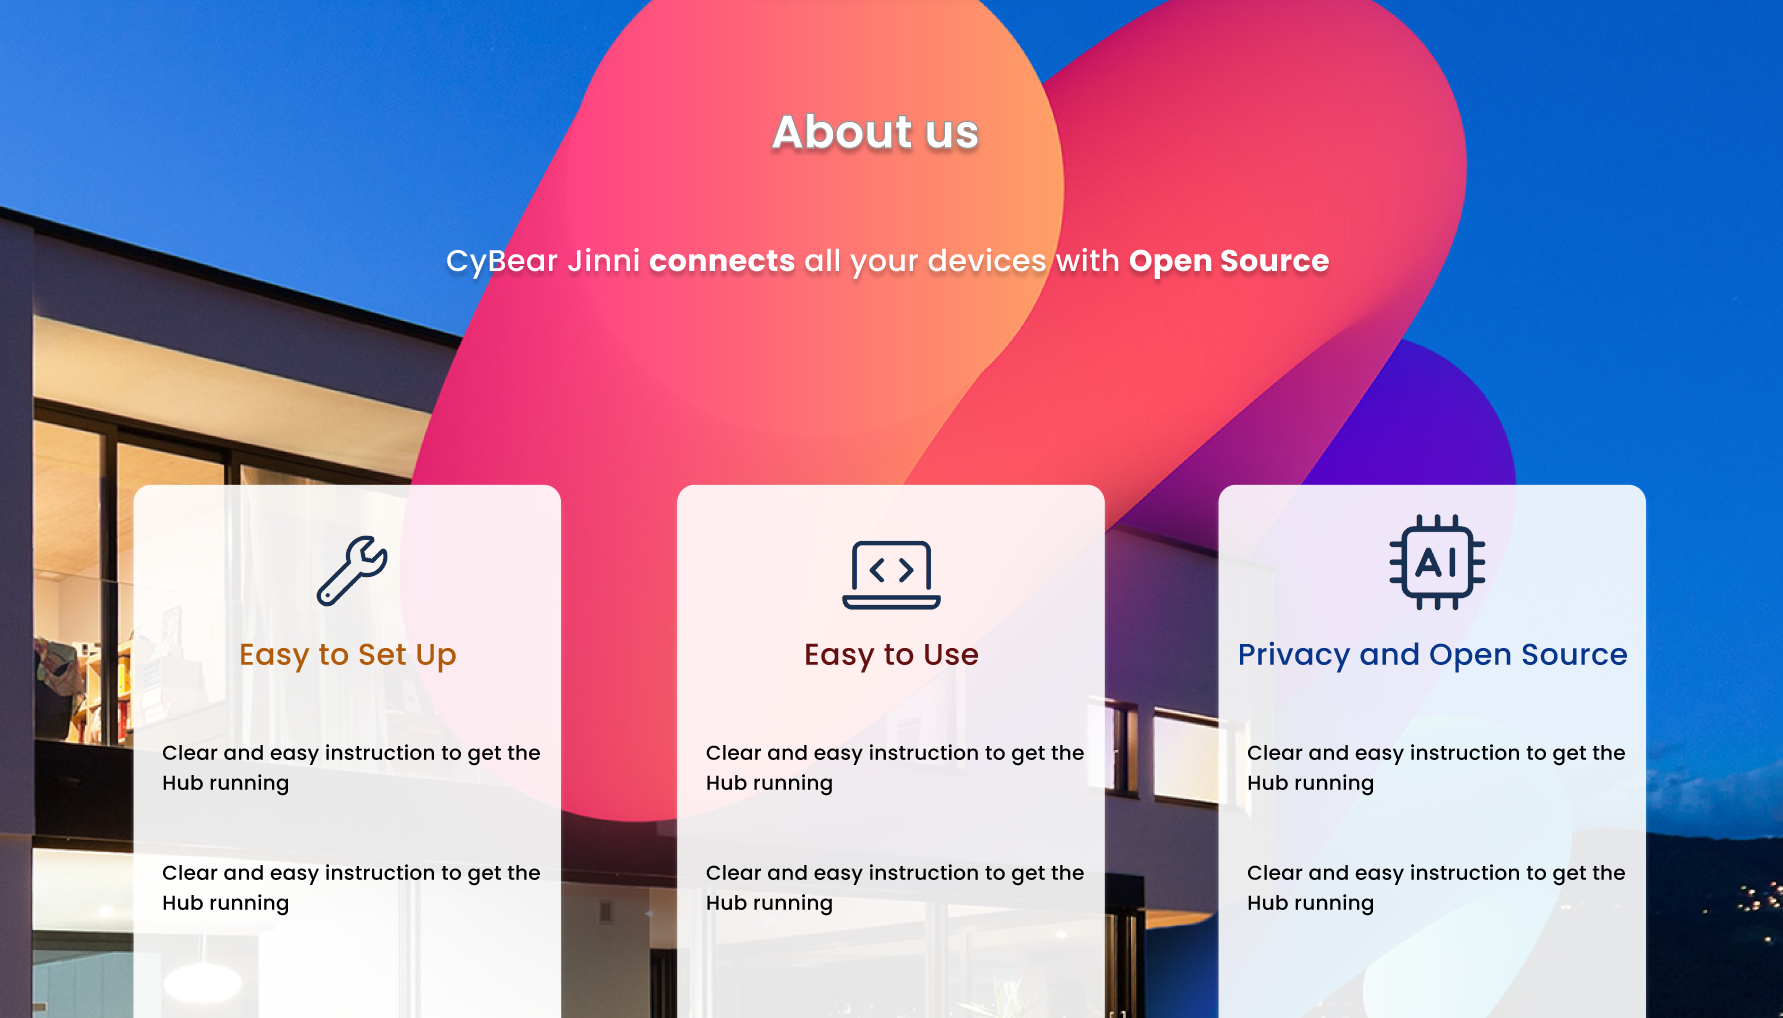 About us
CyBear Jinni connects all your devices with Open Source
Easy to Set Up
Clear and easy instruction to get the
Hub running
Clear and easy instruction to get the
Hub running
Easy to Use
Clear and easy instruction to get the
Hub running
Clear and easy instruction to get the
Hub running
AI
Privacy and Open Source
Clear and easy instruction to get the
Hub running
Clear and easy instruction to get the
Hub running